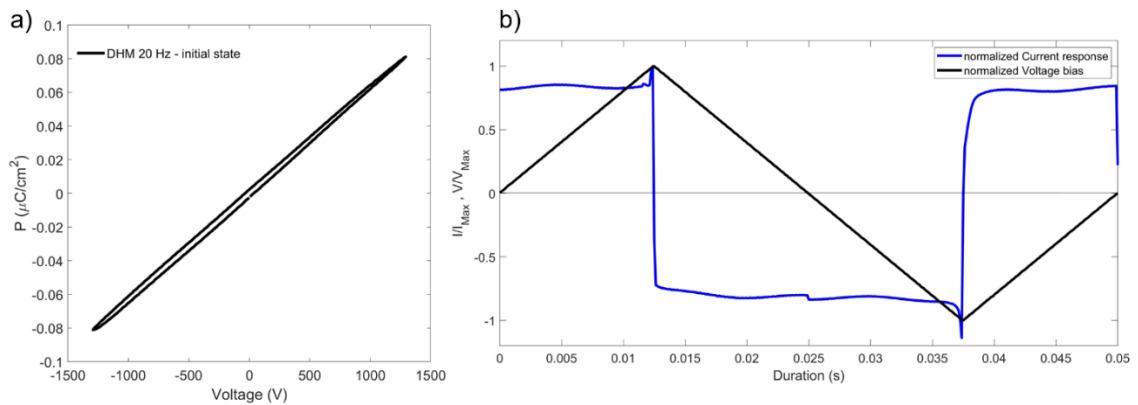 a)
DHM 20 Hz - initial state
P (μC/cm²)
0.1
0.08
0.06
0.04
0.02
0
-0.02
-0.04
-0.06
-0.08
-0.1
-1500 -1000 -500 0 500 1000 1500
Voltage (V)
b)
normalized Current response
normalized Voltage bias
I/I_Max , V/V_Max
1
0.5
0
-0.5
-1
0 0.005 0.01 0.015 0.02 0.025 0.03 0.035 0.04 0.045 0.05
Duration (s)